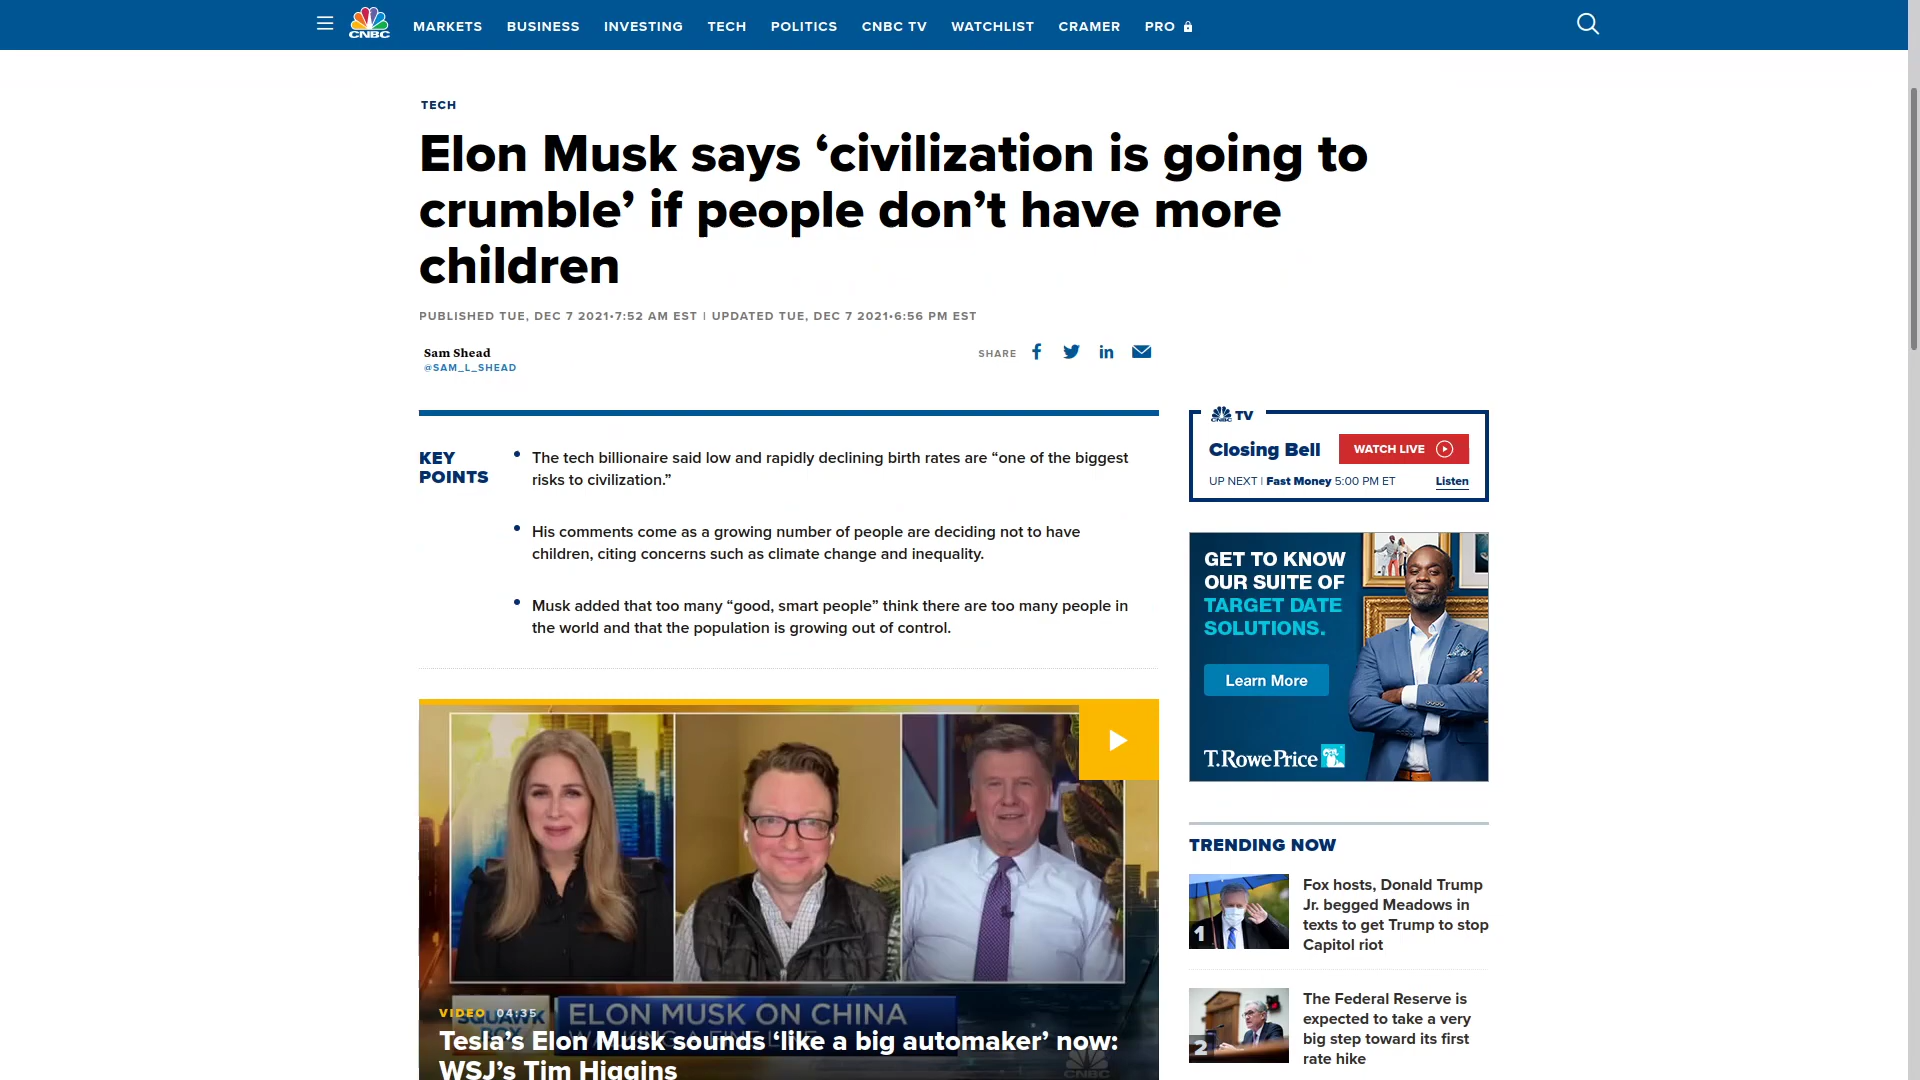 CNBC
MARKETS BUSINESS INVESTING TECH POLITICS CNBC TV WATCHLIST CRAMER PRO
TECH
Elon Musk says ‘civilization is going to
crumble’ if people don’t have more
children
PUBLISHED TUE, DEC 7 2021•7:52 AM EST | UPDATED TUE, DEC 7 2021•6:56 PM EST
Sam Shead
@SAM_L_SHEAD
SHARE
KEY
POINTS
• The tech billionaire said low and rapidly declining birth rates are “one of the biggest
risks to civilization.”
• His comments come as a growing number of people are deciding not to have
children, citing concerns such as climate change and inequality.
• Musk added that too many “good, smart people” think there are too many people in
the world and that the population is growing out of control.
SQUAWK
ELON MUSK ON CHINA
VIDEO 04:35
Tesla’s Elon Musk sounds ‘like a big automaker’ now:
WSJ’s Tim Higgins
CNBC
CNBC TV
Closing Bell
WATCH LIVE
UP NEXT | Fast Money 5:00 PM ET
Listen
GET TO KNOW
OUR SUITE OF
TARGET DATE
SOLUTIONS.
Learn More
T.RowePrice
TRENDING NOW
1
Fox hosts, Donald Trump
Jr. begged Meadows in
texts to get Trump to stop
Capitol riot
2
The Federal Reserve is
expected to take a very
big step toward its first
rate hike